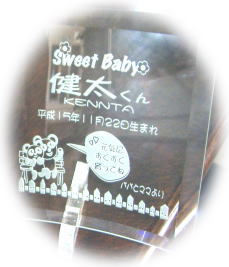 Sweet Baby
健太くん
KENNTA
平成15年11月22日生まれ
元気に
すくすく
育ってね
パパとママより